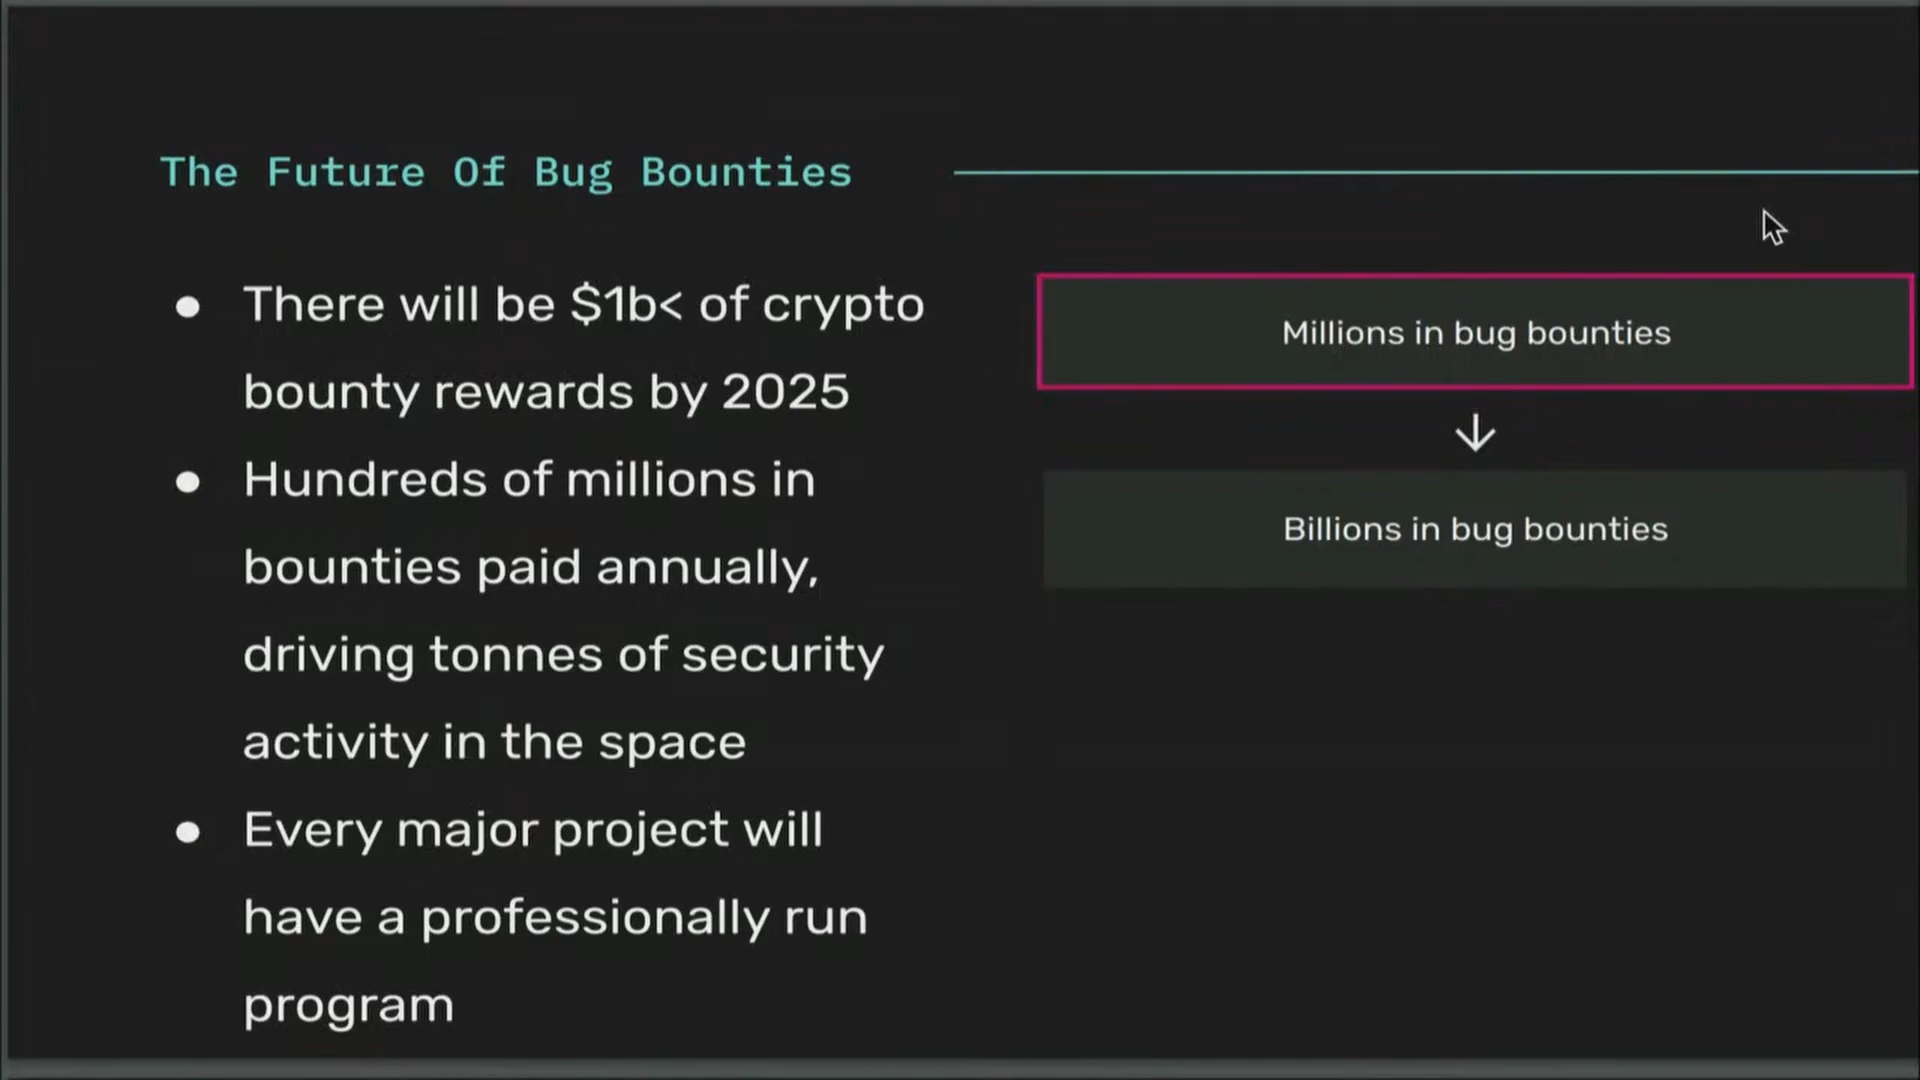 The Future Of Bug Bounties
● There will be $1b< of crypto
bounty rewards by 2025
● Hundreds of millions in
bounties paid annually,
driving tonnes of security
activity in the space
● Every major project will
have a professionally run
program
Millions in bug bounties
↓
Billions in bug bounties